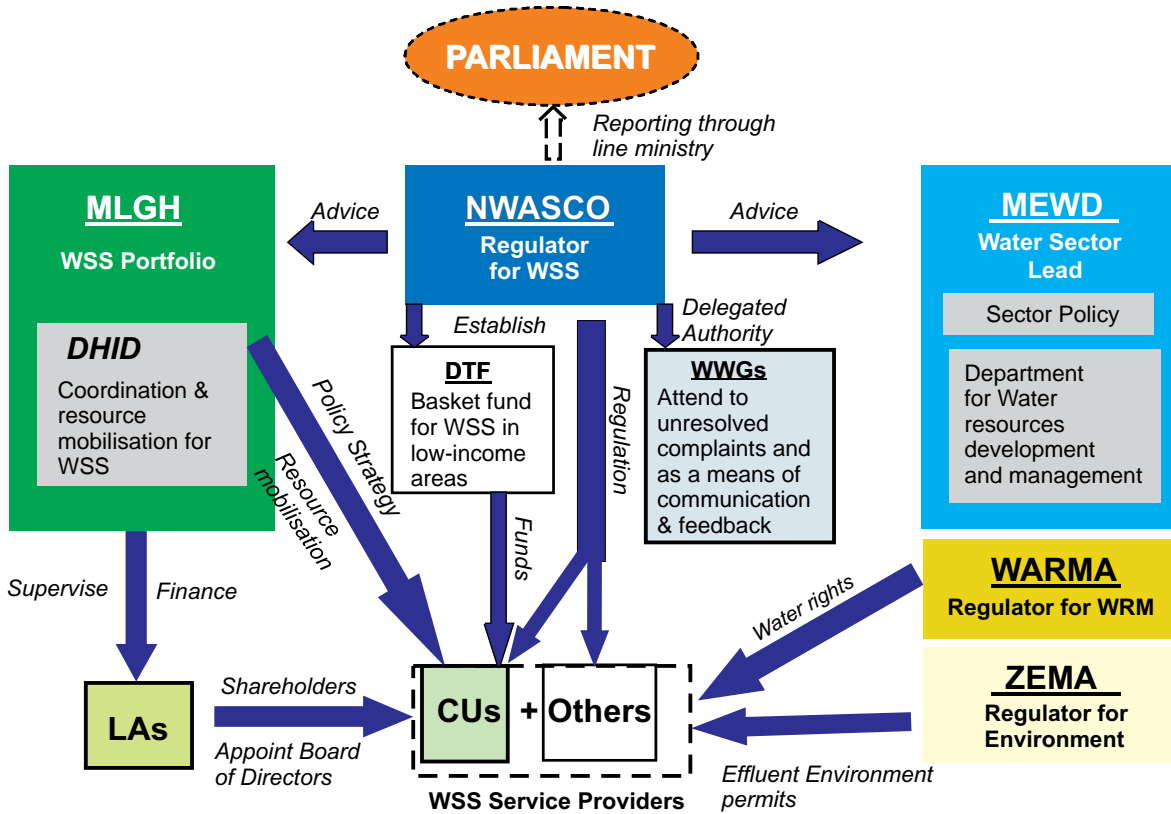 PARLIAMENT
Reporting through
line ministry
MLGH
WSS Portfolio
DHID
Coordination &
resource
mobilisation for
WSS
Advice
NWASCO
Regulator
for WSS
Advice
MEWD
Water Sector
Lead
Sector Policy
Department
for Water
resources
development
and management
Establish
Delegated
Authority
DTF
Basket fund
for WSS in
low-income
areas
Regulation
WWGs
Attend to
unresolved
complaints and
as a means of
communication
& feedback
Policy Strategy
Resource
mobilisation
Funds
Supervise
Finance
WARMA
Regulator for WRM
Water rights
ZEMA
Regulator for
Environment
LAs
Shareholders
Appoint Board
of Directors
CUs + Others
WSS Service Providers
Effluent Environment
permits